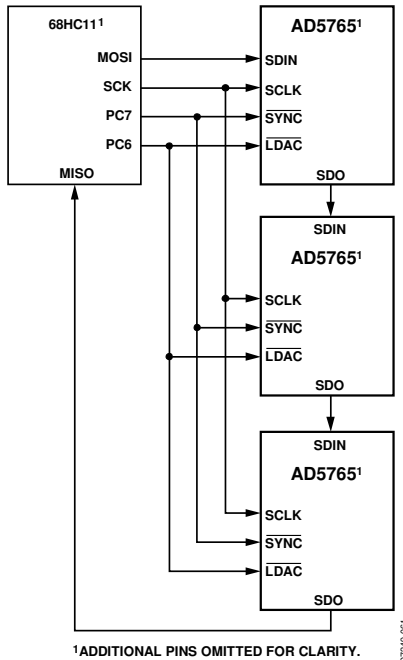 68HC11¹
MOSI
SCK
PC7
PC6
MISO
AD5765¹
SDIN
SCLK
SYNC
LDAC
SDO
SDIN
AD5765¹
SCLK
SYNC
LDAC
SDO
SDIN
AD5765¹
SCLK
SYNC
LDAC
SDO
¹ADDITIONAL PINS OMITTED FOR CLARITY.